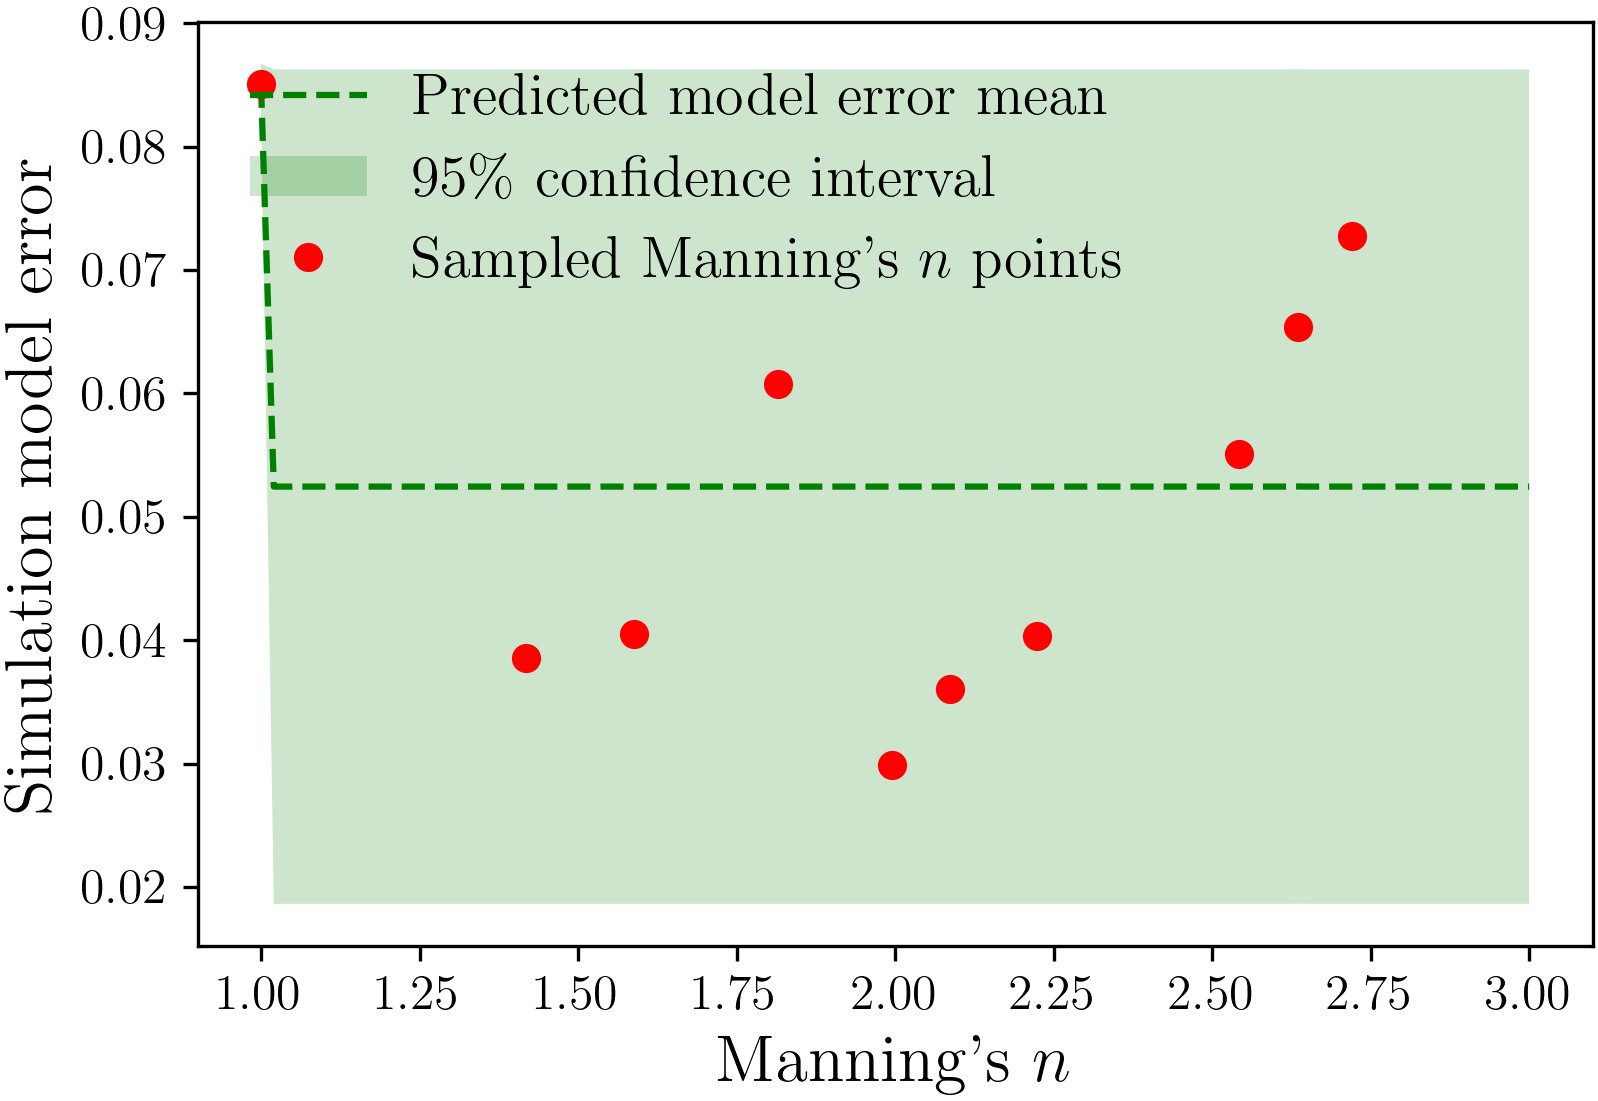 0.09
0.08
0.07
0.06
0.05
0.04
0.03
0.02
Simulation model error
Predicted model error mean
95% confidence interval
Sampled Manning’s n points
1.00 1.25 1.50 1.75 2.00 2.25 2.50 2.75 3.00
Manning’s n